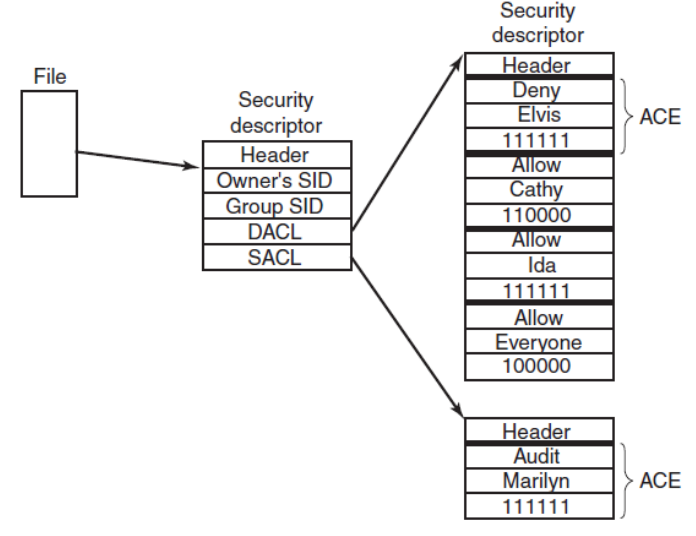 File
Security
descriptor
Header
Owner's SID
Group SID
DACL
SACL
Security
descriptor
Header
Deny
Elvis
111111
ACE
Allow
Cathy
110000
Allow
Ida
111111
Allow
Everyone
100000
Header
Audit
Marilyn
111111
ACE